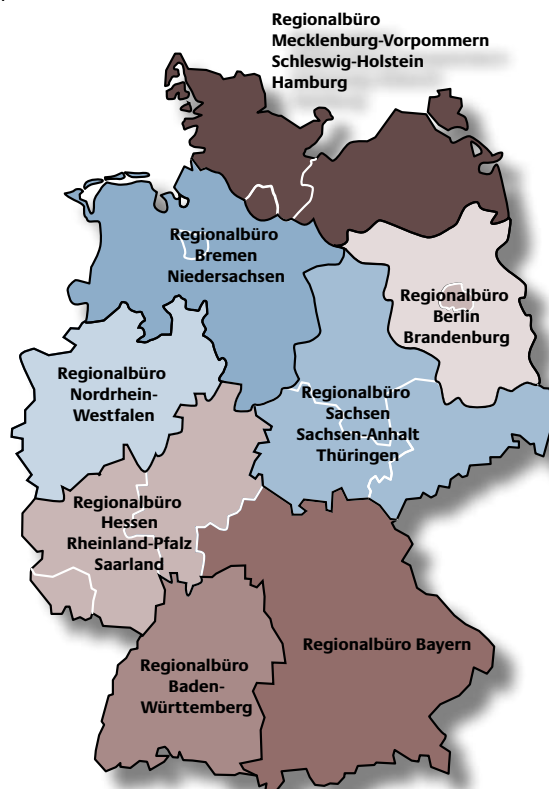 Regionalbüro
Mecklenburg-Vorpommern
Schleswig-Holstein
Hamburg
Regionalbüro
Bremen
Niedersachsen
Regionalbüro
Berlin
Brandenburg
Regionalbüro
Nordrhein-
Westfalen
Regionalbüro
Sachsen
Sachsen-Anhalt
Thüringen
Regionalbüro
Hessen
Rheinland-Pfalz
Saarland
Regionalbüro Bayern
Regionalbüro
Baden-
Württemberg